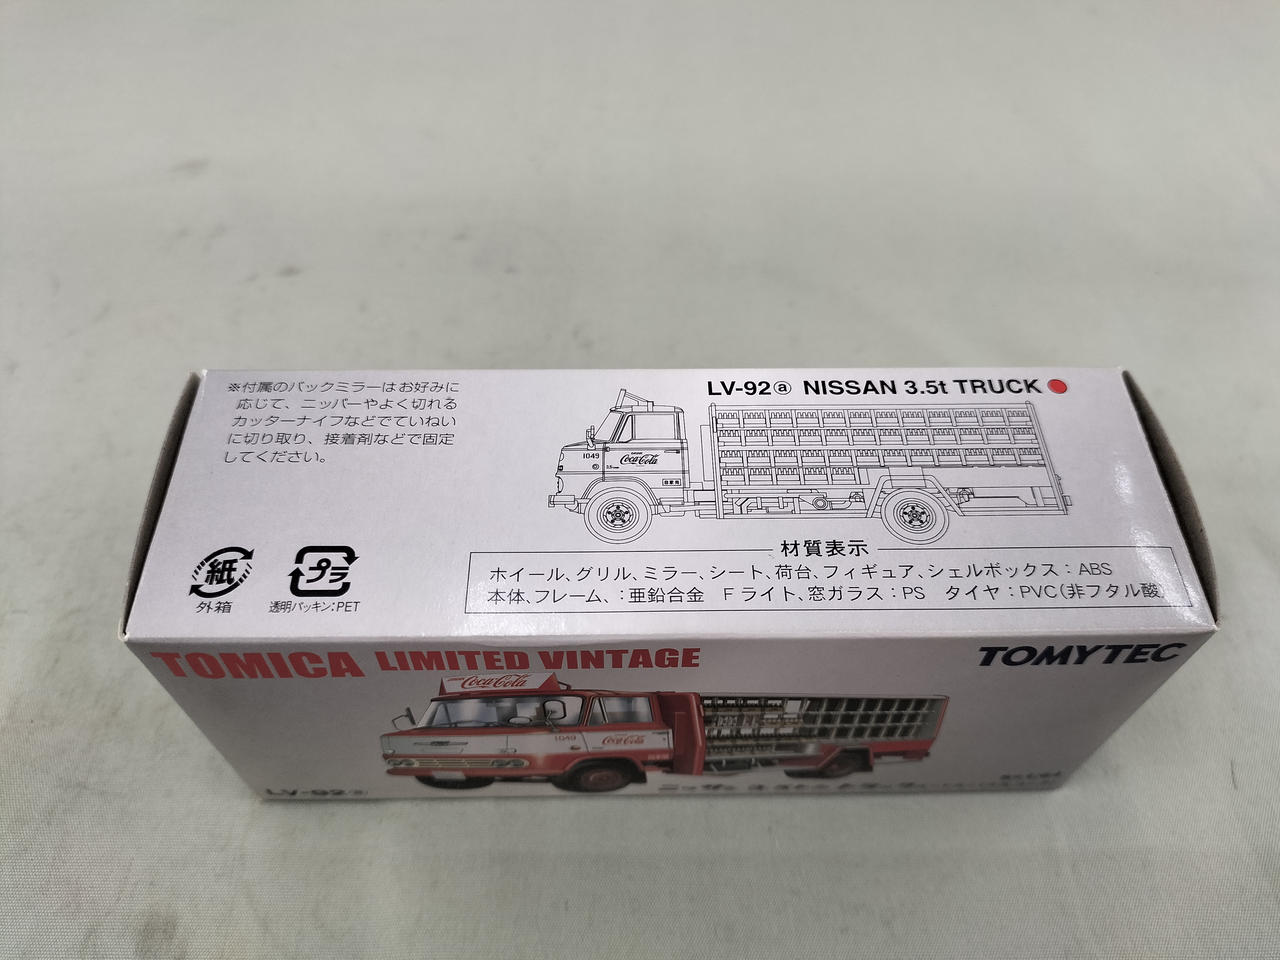 ※付属のバックミラーはお好みに
応じて、ニッパーやよく切れる
カッターナイフなどでていねい
に切り取り、接着剤などで固定
してください。
LV-92ⓐ NISSAN 3.5t TRUCK
1049
Coca-Cola
自家用
紙
外箱
プラ
透明パッキン:PET
材質表示
ホイール、グリル、ミラー、シート、荷台、フィギュア、シェルボックス:ABS
本体、フレーム、:亜鉛合金 Fライト、窓ガラス:PS タイヤ:PVC(非フタル酸)
TOMICA LIMITED VINTAGE
TOMYTEC
Coca-Cola
1049
Coca-Cola
LV-92ⓐ